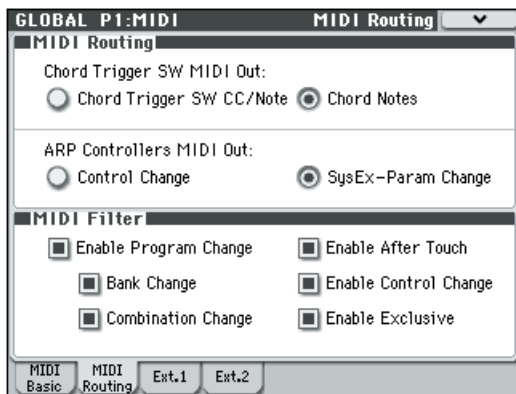 GLOBAL P1:MIDI MIDI Routing
MIDI Routing
Chord Trigger SW MIDI Out:
Chord Trigger SW CC/Note Chord Notes
ARP Controllers MIDI Out:
Control Change SysEx-Param Change
MIDI Filter
Enable Program Change Enable After Touch
Bank Change Enable Control Change
Combination Change Enable Exclusive
MIDI Basic MIDI Routing Ext.1 Ext.2